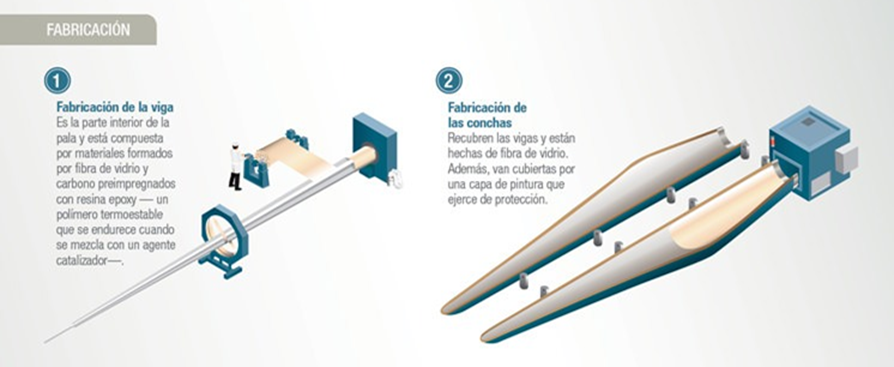 FABRICACIÓN
1
Fabricación de la viga
Es la parte interior de la
pala y está compuesta
por materiales formados
por fibra de vidrio y
carbono preimpregnados
con resina epoxy — un
polímero termoestable
que se endurece cuando
se mezcla con un agente
catalizador—.
2
Fabricación de
las conchas
Recubren las vigas y están
hechas de fibra de vidrio.
Además, van cubiertas por
una capa de pintura que
ejerce de protección.